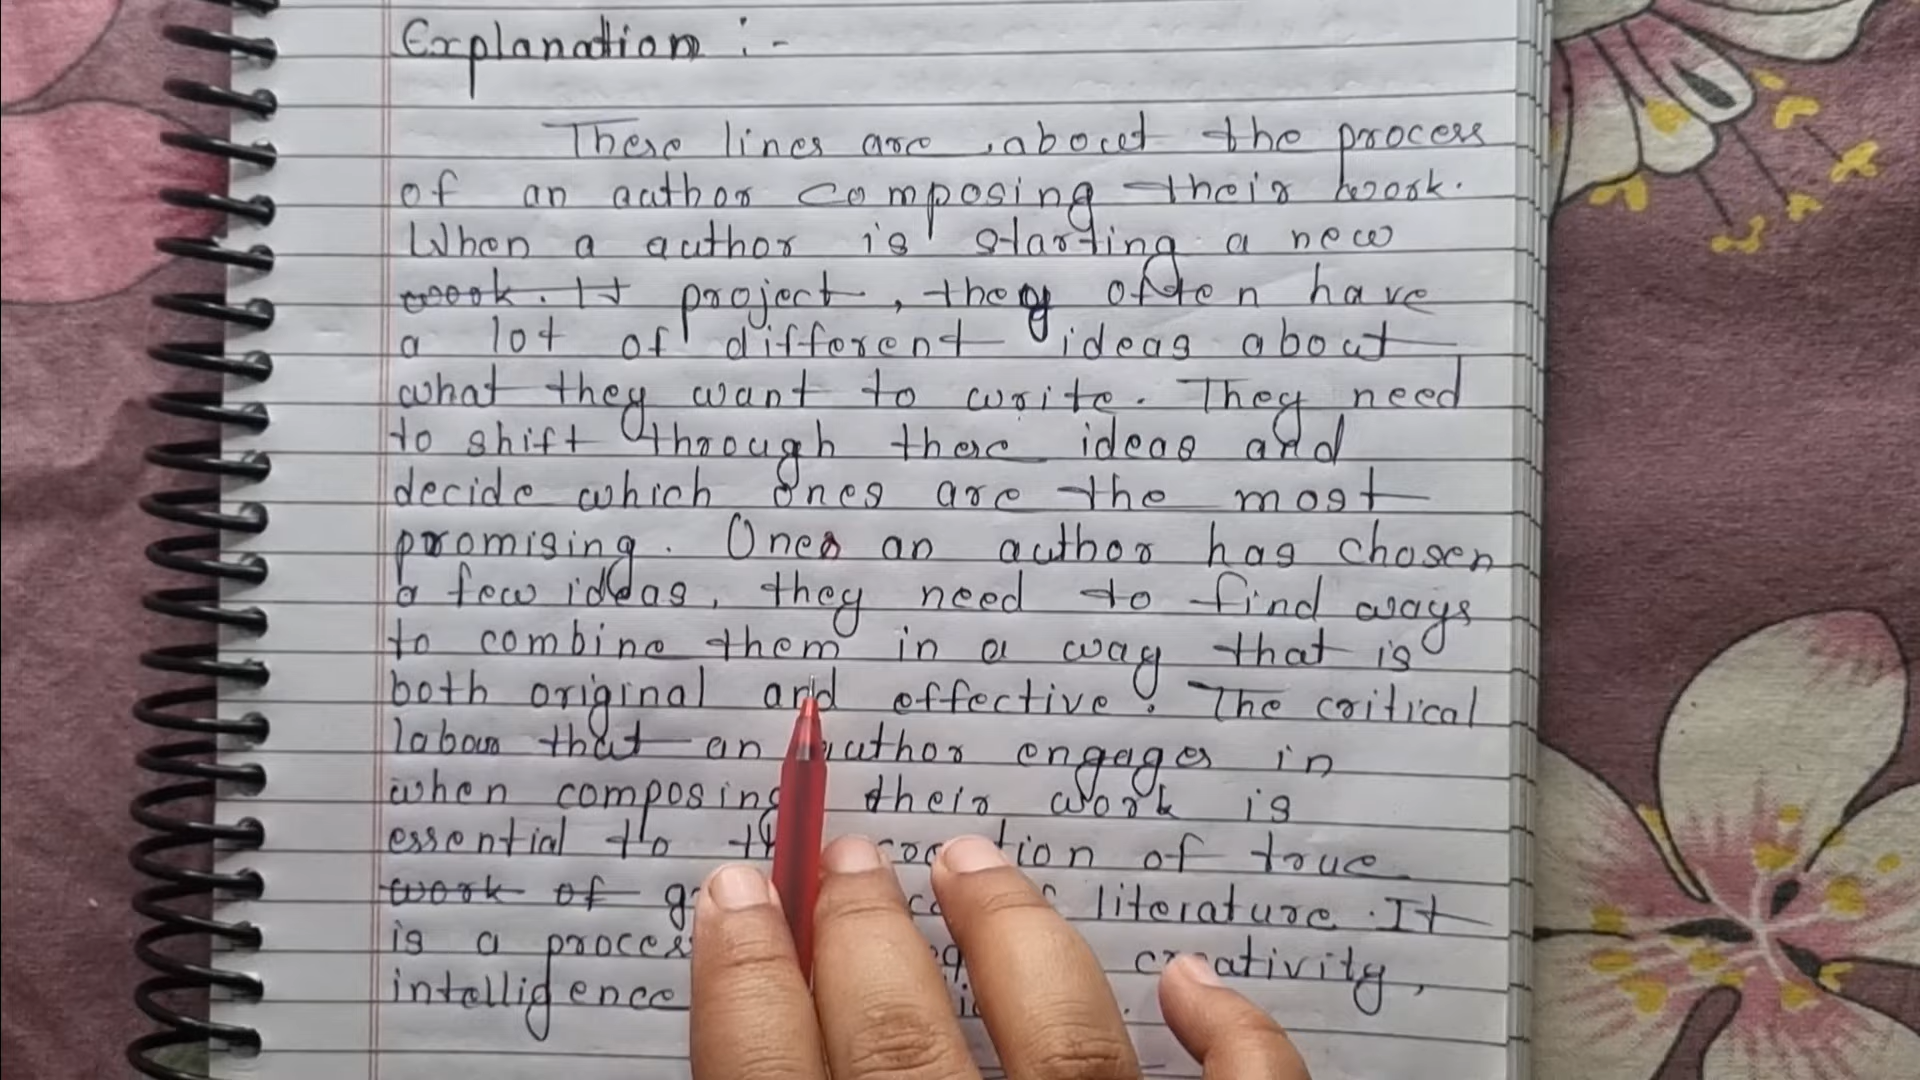 Explanation :-
These lines are about the process
of an author composing their work.
When a author is starting a new
work. It project, they often have
a lot of different ideas about
what they want to write. They need
to shift through these ideas and
decide which ones are the most
promising. Ones an author has chosen
a few ideas, they need to find ways
to combine them in a way that is
both original and effective. The critical
labour that an author engages in
when composing their work is
essential to of true
work of literature. It
is a creativity,
intelligence